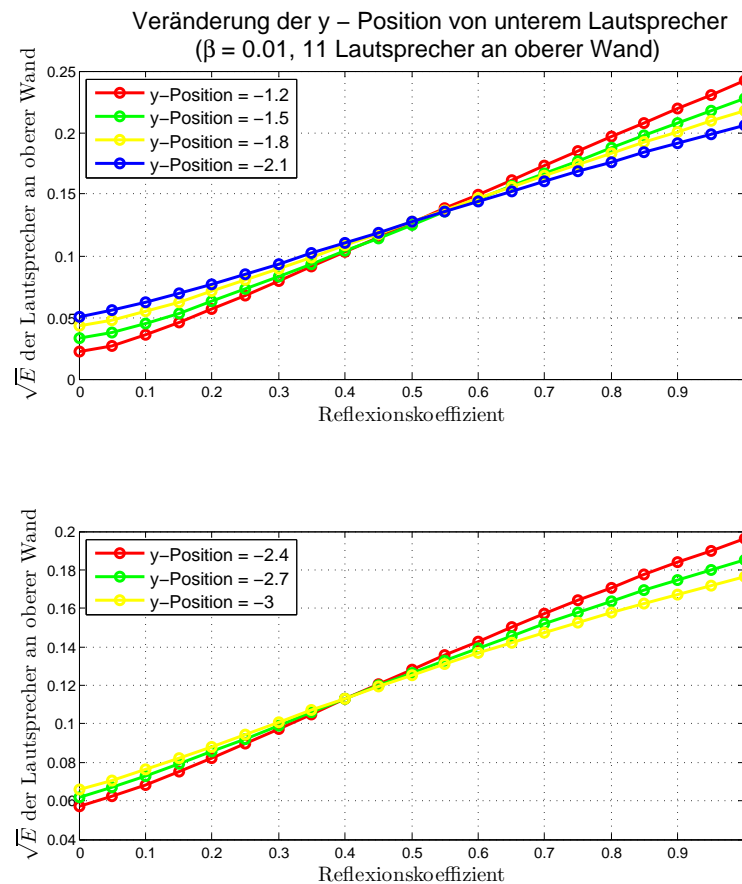 Veränderung der y − Position von unterem Lautsprecher
(β = 0.01, 11 Lautsprecher an oberer Wand)
√E der Lautsprecher an oberer Wand
0.25
0.2
0.15
0.1
0.05
0
y−Position = −1.2
y−Position = −1.5
y−Position = −1.8
y−Position = −2.1
0 0.1 0.2 0.3 0.4 0.5 0.6 0.7 0.8 0.9
Reflexionskoeffizient
√E der Lautsprecher an oberer Wand
0.2
0.18
0.16
0.14
0.12
0.1
0.08
0.06
0.04
y−Position = −2.4
y−Position = −2.7
y−Position = −3
0 0.1 0.2 0.3 0.4 0.5 0.6 0.7 0.8 0.9
Reflexionskoeffizient